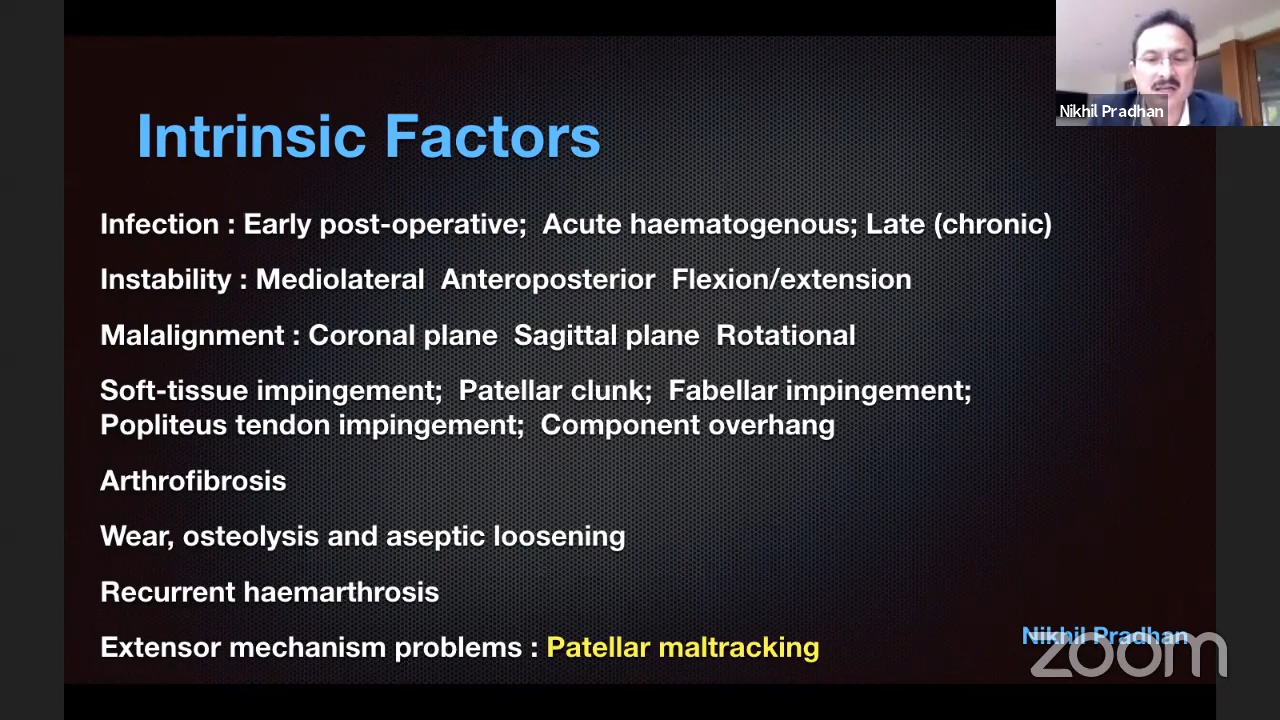 Nikhil Pradhan
Intrinsic Factors
Infection : Early post-operative; Acute haematogenous; Late (chronic)
Instability : Mediolateral Anteroposterior Flexion/extension
Malalignment : Coronal plane Sagittal plane Rotational
Soft-tissue impingement; Patellar clunk; Fabellar impingement;
Popliteus tendon impingement; Component overhang
Arthrofibrosis
Wear, osteolysis and aseptic loosening
Recurrent haemarthrosis
Extensor mechanism problems : Patellar maltracking
Nikhil Pradhan
zoom